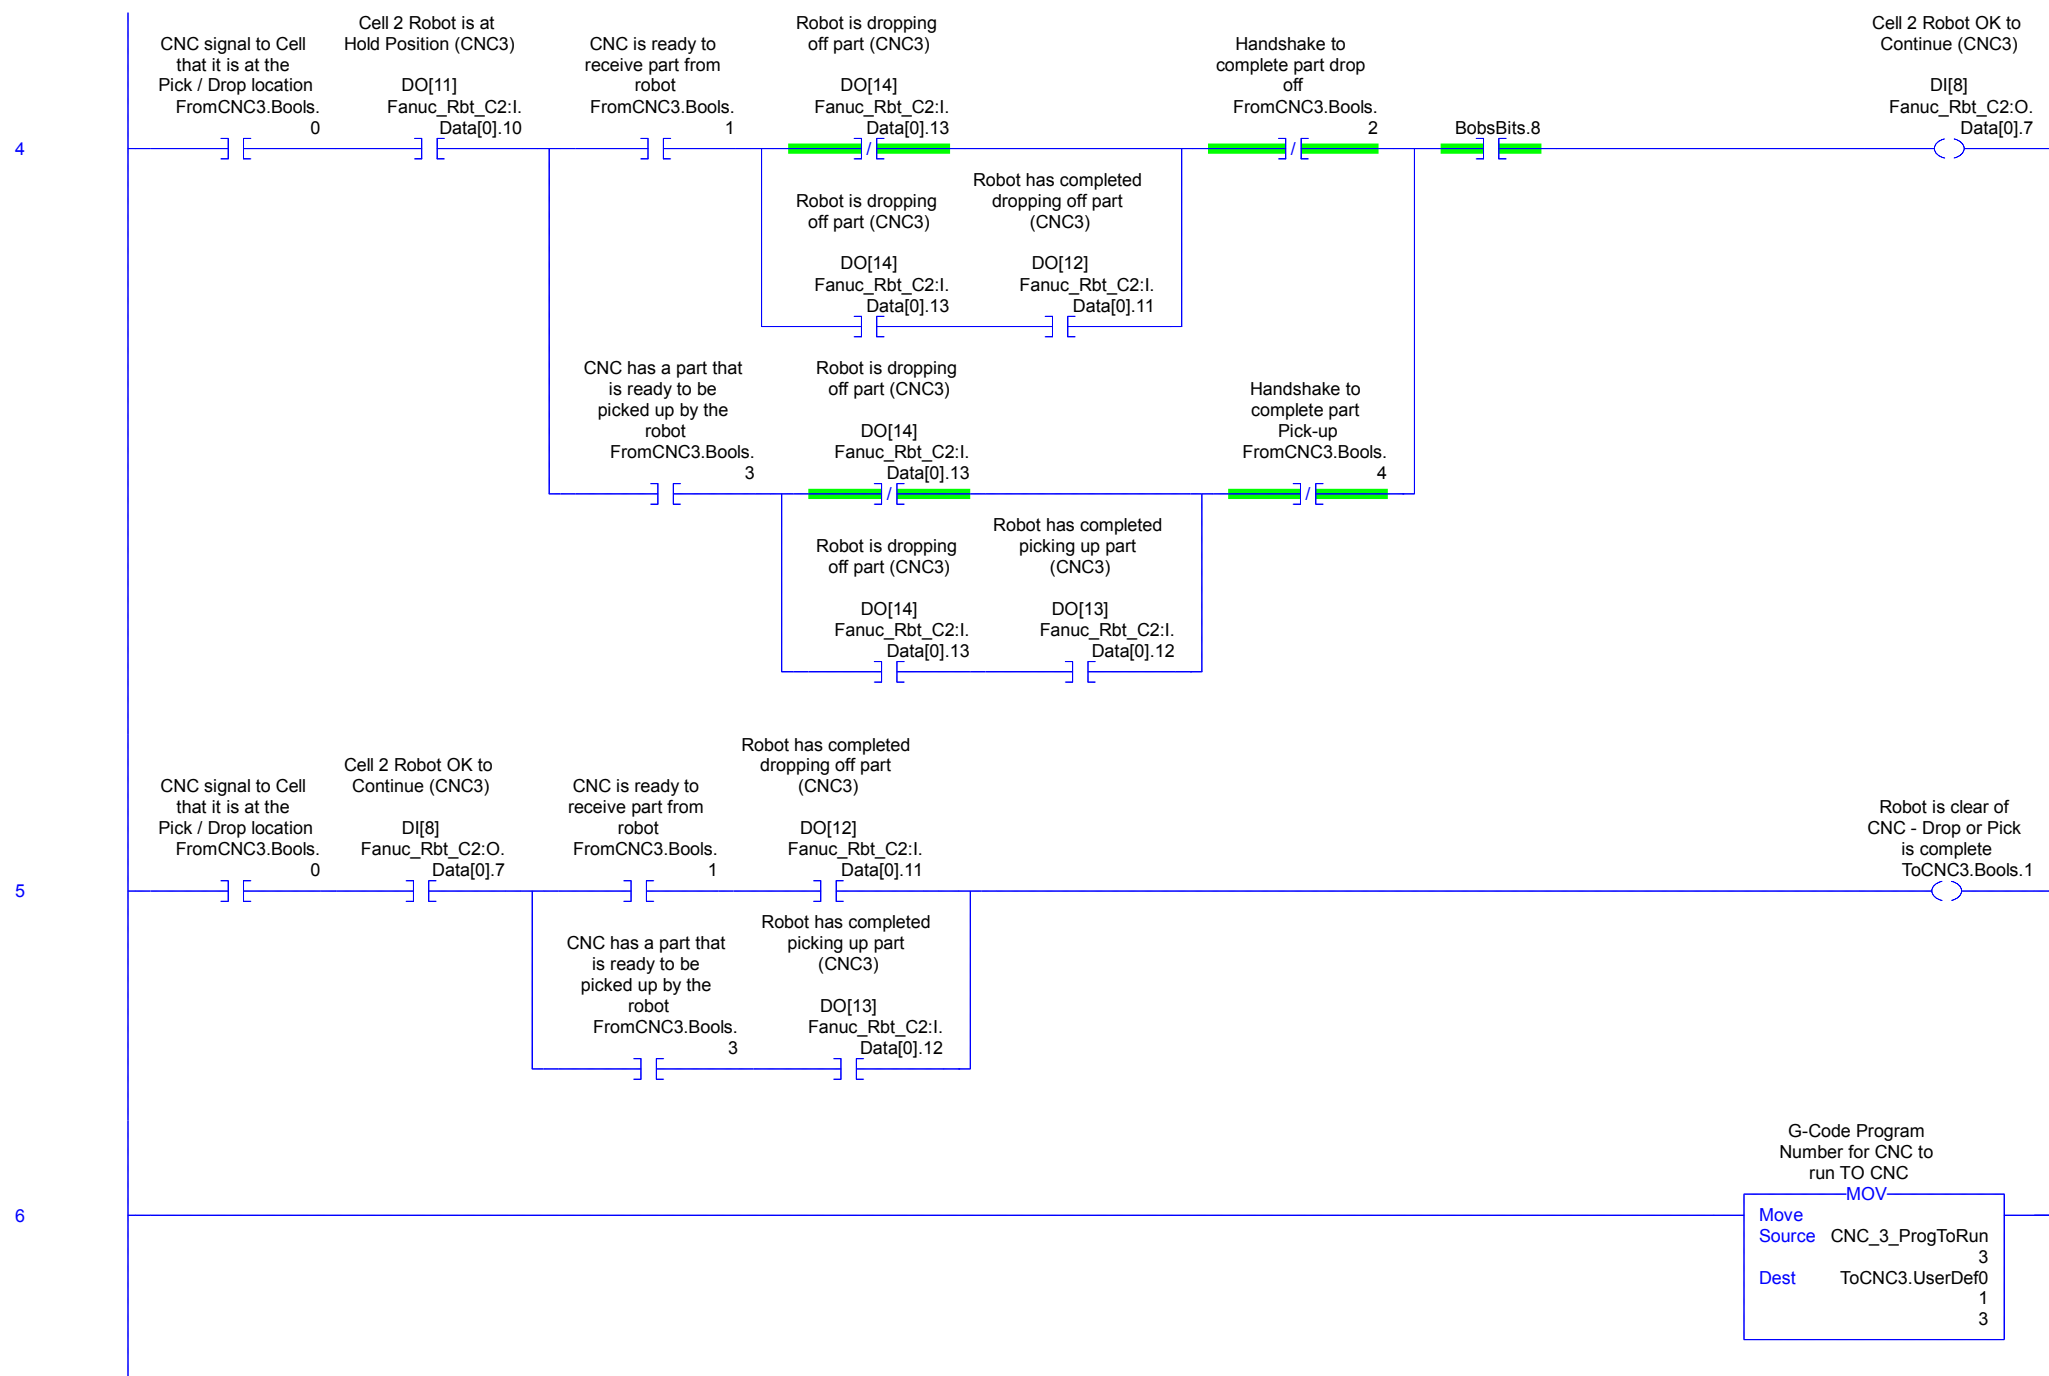 4
CNC signal to Cell
that it is at the
Pick / Drop location
FromCNC3.Bools.
0
Cell 2 Robot is at
Hold Position (CNC3)
DO[11]
Fanuc_Rbt_C2:I.
Data[0].10
CNC is ready to
receive part from
robot
FromCNC3.Bools.
1
Robot is dropping
off part (CNC3)
DO[14]
Fanuc_Rbt_C2:I.
Data[0].13
/
Handshake to
complete part drop
off
FromCNC3.Bools.
2
/
BobsBits.8
Cell 2 Robot OK to
Continue (CNC3)
DI[8]
Fanuc_Rbt_C2:O.
Data[0].7
Robot is dropping
off part (CNC3)
DO[14]
Fanuc_Rbt_C2:I.
Data[0].13
Robot has completed
dropping off part
(CNC3)
DO[12]
Fanuc_Rbt_C2:I.
Data[0].11
CNC has a part that
is ready to be
picked up by the
robot
FromCNC3.Bools.
3
Robot is dropping
off part (CNC3)
DO[14]
Fanuc_Rbt_C2:I.
Data[0].13
/
Handshake to
complete part
Pick-up
FromCNC3.Bools.
4
/
Robot is dropping
off part (CNC3)
DO[14]
Fanuc_Rbt_C2:I.
Data[0].13
Robot has completed
picking up part
(CNC3)
DO[13]
Fanuc_Rbt_C2:I.
Data[0].12
5
CNC signal to Cell
that it is at the
Pick / Drop location
FromCNC3.Bools.
0
Cell 2 Robot OK to
Continue (CNC3)
DI[8]
Fanuc_Rbt_C2:O.
Data[0].7
CNC is ready to
receive part from
robot
FromCNC3.Bools.
1
Robot has completed
dropping off part
(CNC3)
DO[12]
Fanuc_Rbt_C2:I.
Data[0].11
Robot is clear of
CNC - Drop or Pick
is complete
ToCNC3.Bools.1
CNC has a part that
is ready to be
picked up by the
robot
FromCNC3.Bools.
3
Robot has completed
picking up part
(CNC3)
DO[13]
Fanuc_Rbt_C2:I.
Data[0].12
6
G-Code Program
Number for CNC to
run TO CNC
MOV
Move
Source CNC_3_ProgToRun
3
Dest ToCNC3.UserDef0
1
3